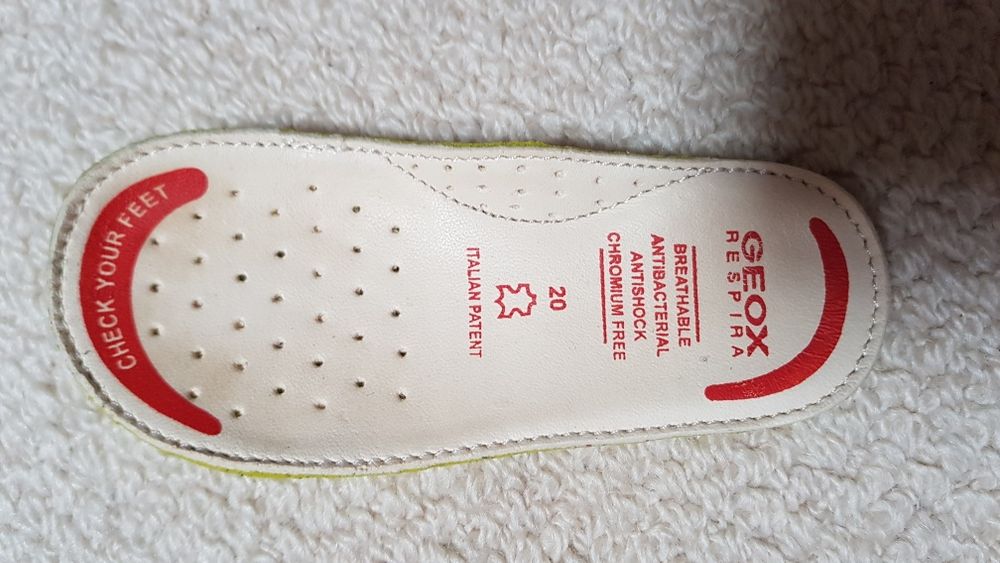 CHECK YOUR FEET
GEOX
RESPIRA
BREATHABLE
ANTIBACTERIAL
ANTISHOCK
CHROMIUM FREE
20
ITALIAN PATENT